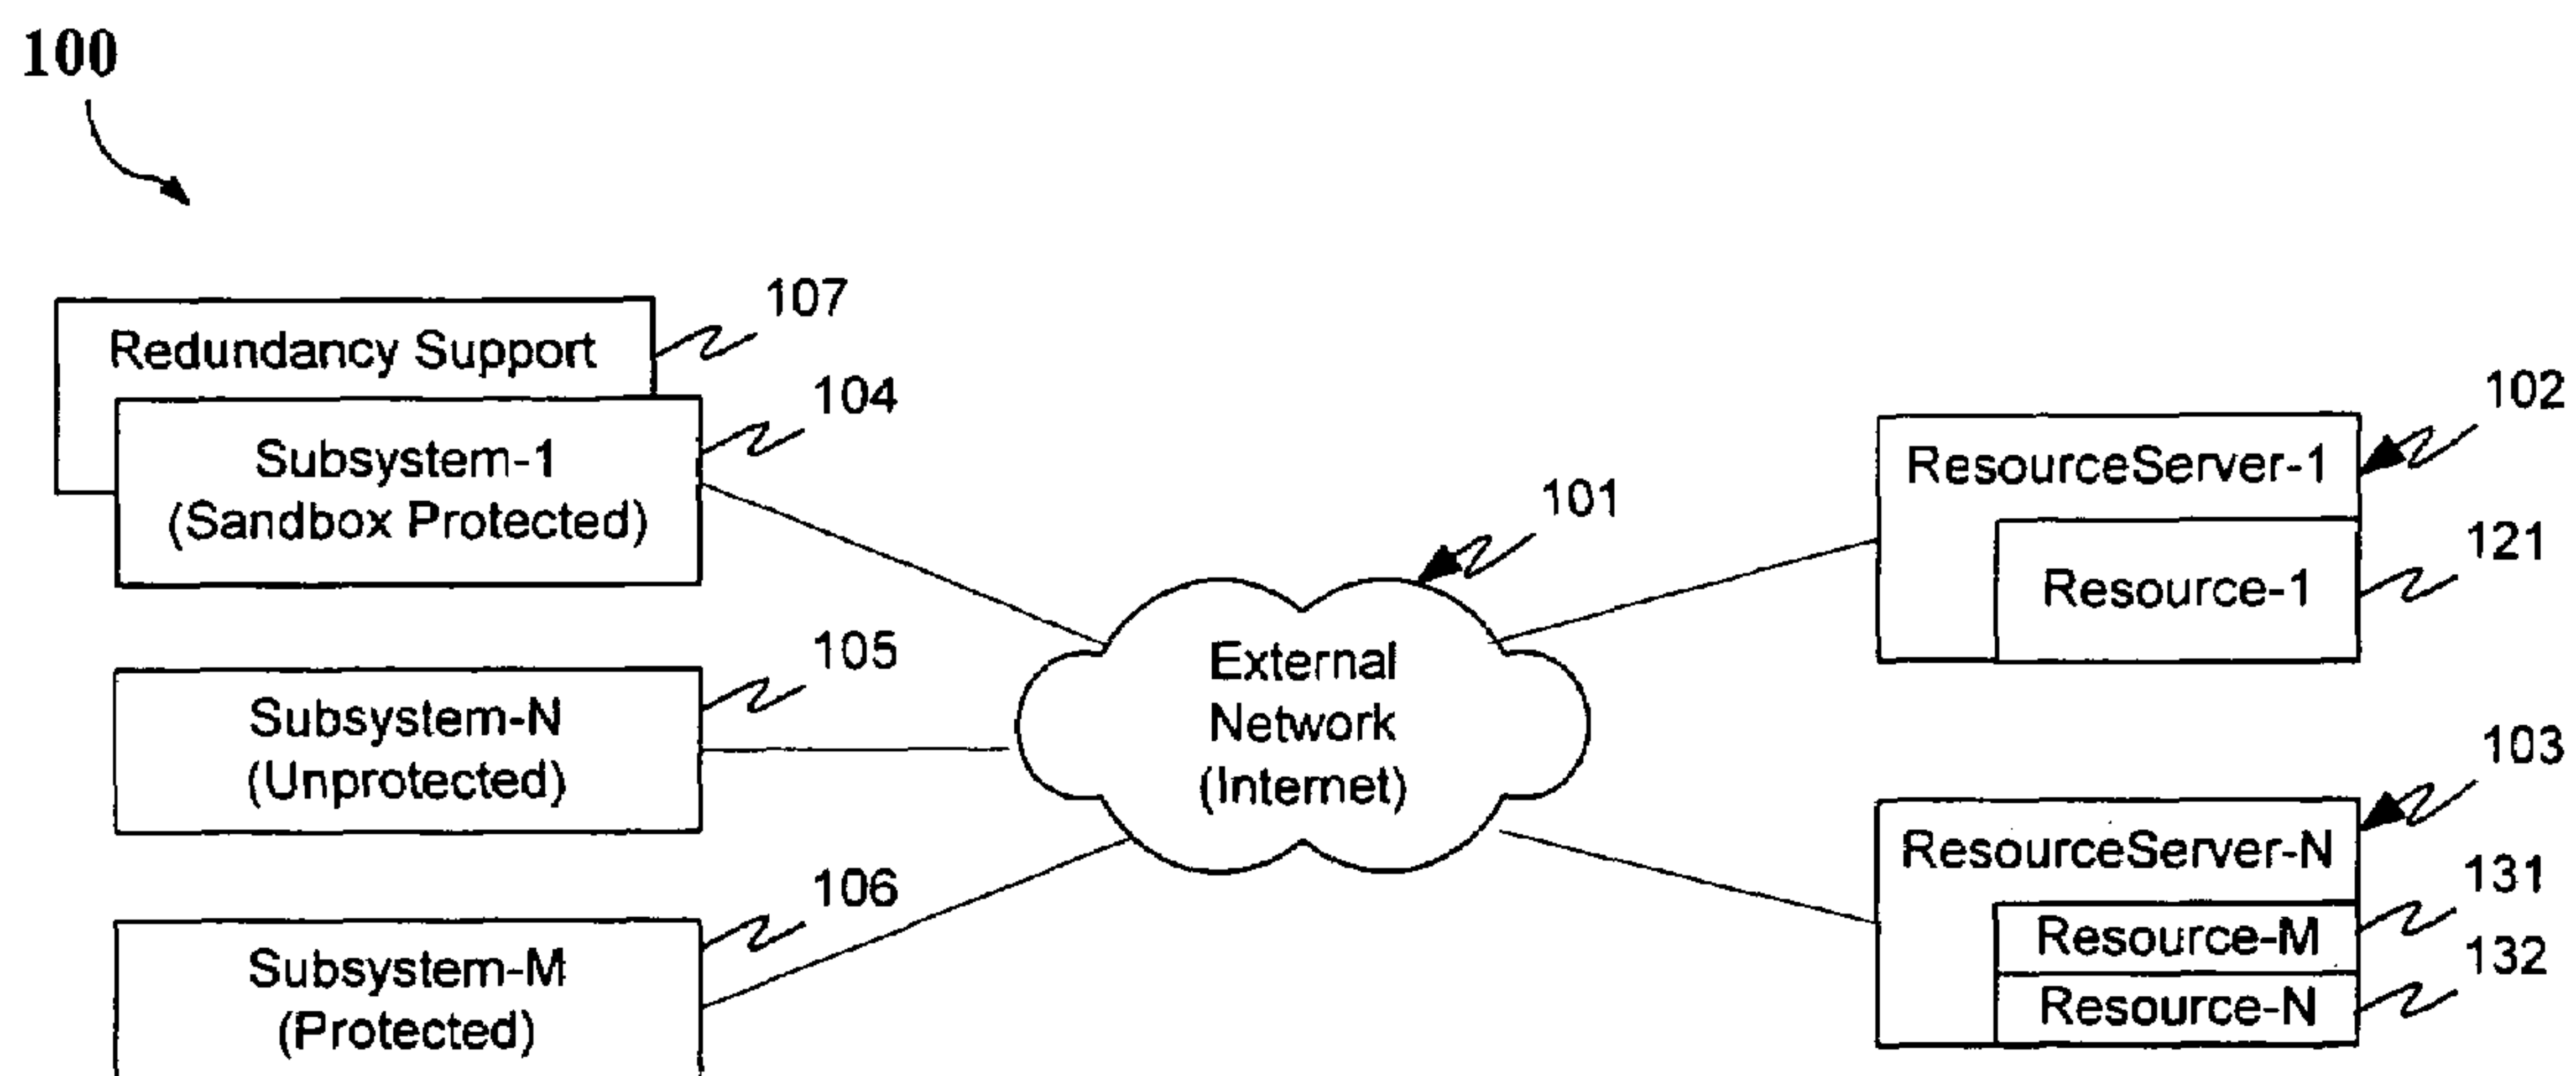 100
107
Redundancy Support
104
Subsystem-1
(Sandbox Protected)
105
Subsystem-N
(Unprotected)
106
Subsystem-M
(Protected)
101
External
Network
(Internet)
102
ResourceServer-1
121
Resource-1
103
ResourceServer-N
131
Resource-M
132
Resource-N